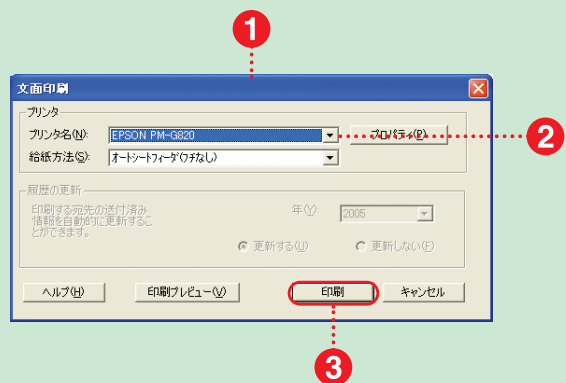 1
文面印刷
プリンタ
プリンタ名(N): EPSON PM-G820 プロパティ(P) 2
給紙方法(S): オートシートフィーダ(フチなし)
履歴の更新
印刷する宛先の送付済み 年(Y): 2005
情報を自動的に更新するこ
とができます。
更新する(U) 更新しない(F)
ヘルプ(H) 印刷プレビュー(V) 印刷 キャンセル
3